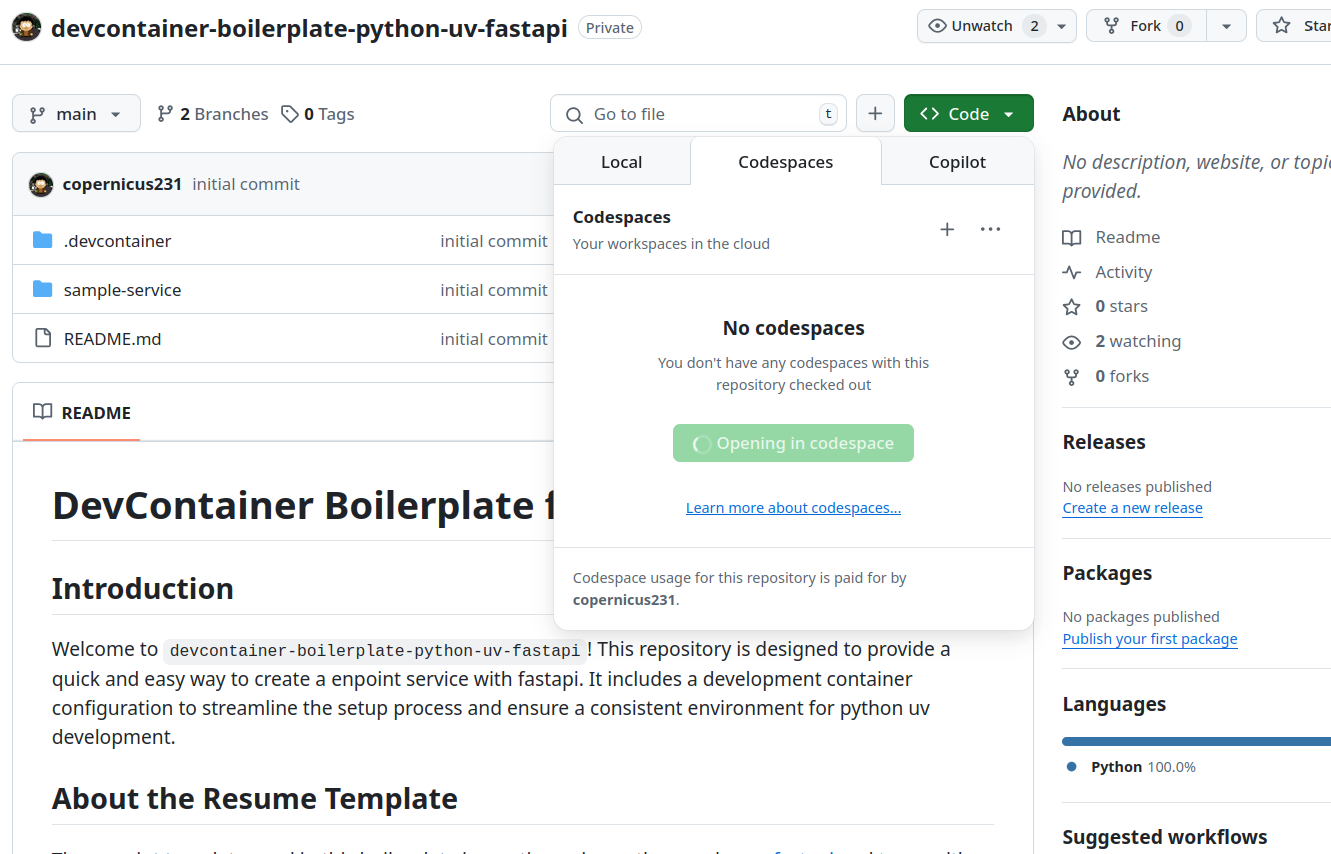 devcontainer-boilerplate-python-uv-fastapi Private
Unwatch 2
Fork 0
main
2 Branches
0 Tags
Go to file
t
Code
copernicus231 initial commit
.devcontainer initial commit
sample-service initial commit
README.md initial commit
Local
Codespaces
Copilot
Codespaces
Your workspaces in the cloud
No codespaces
You don't have any codespaces with this
repository checked out
Opening in codespace
Learn more about codespaces...
Codespace usage for this repository is paid for by
copernicus231.
README
DevContainer Boilerplate
Introduction
Welcome to devcontainer-boilerplate-python-uv-fastapi! This repository is designed to provide a
quick and easy way to create a enpoint service with fastapi. It includes a development container
configuration to streamline the setup process and ensure a consistent environment for python uv
development.
About the Resume Template
About
No description, website, or
provided.
Readme
Activity
0 stars
2 watching
0 forks
Releases
No releases published
Create a new release
Packages
No packages published
Publish your first package
Languages
Python 100.0%
Suggested workflows